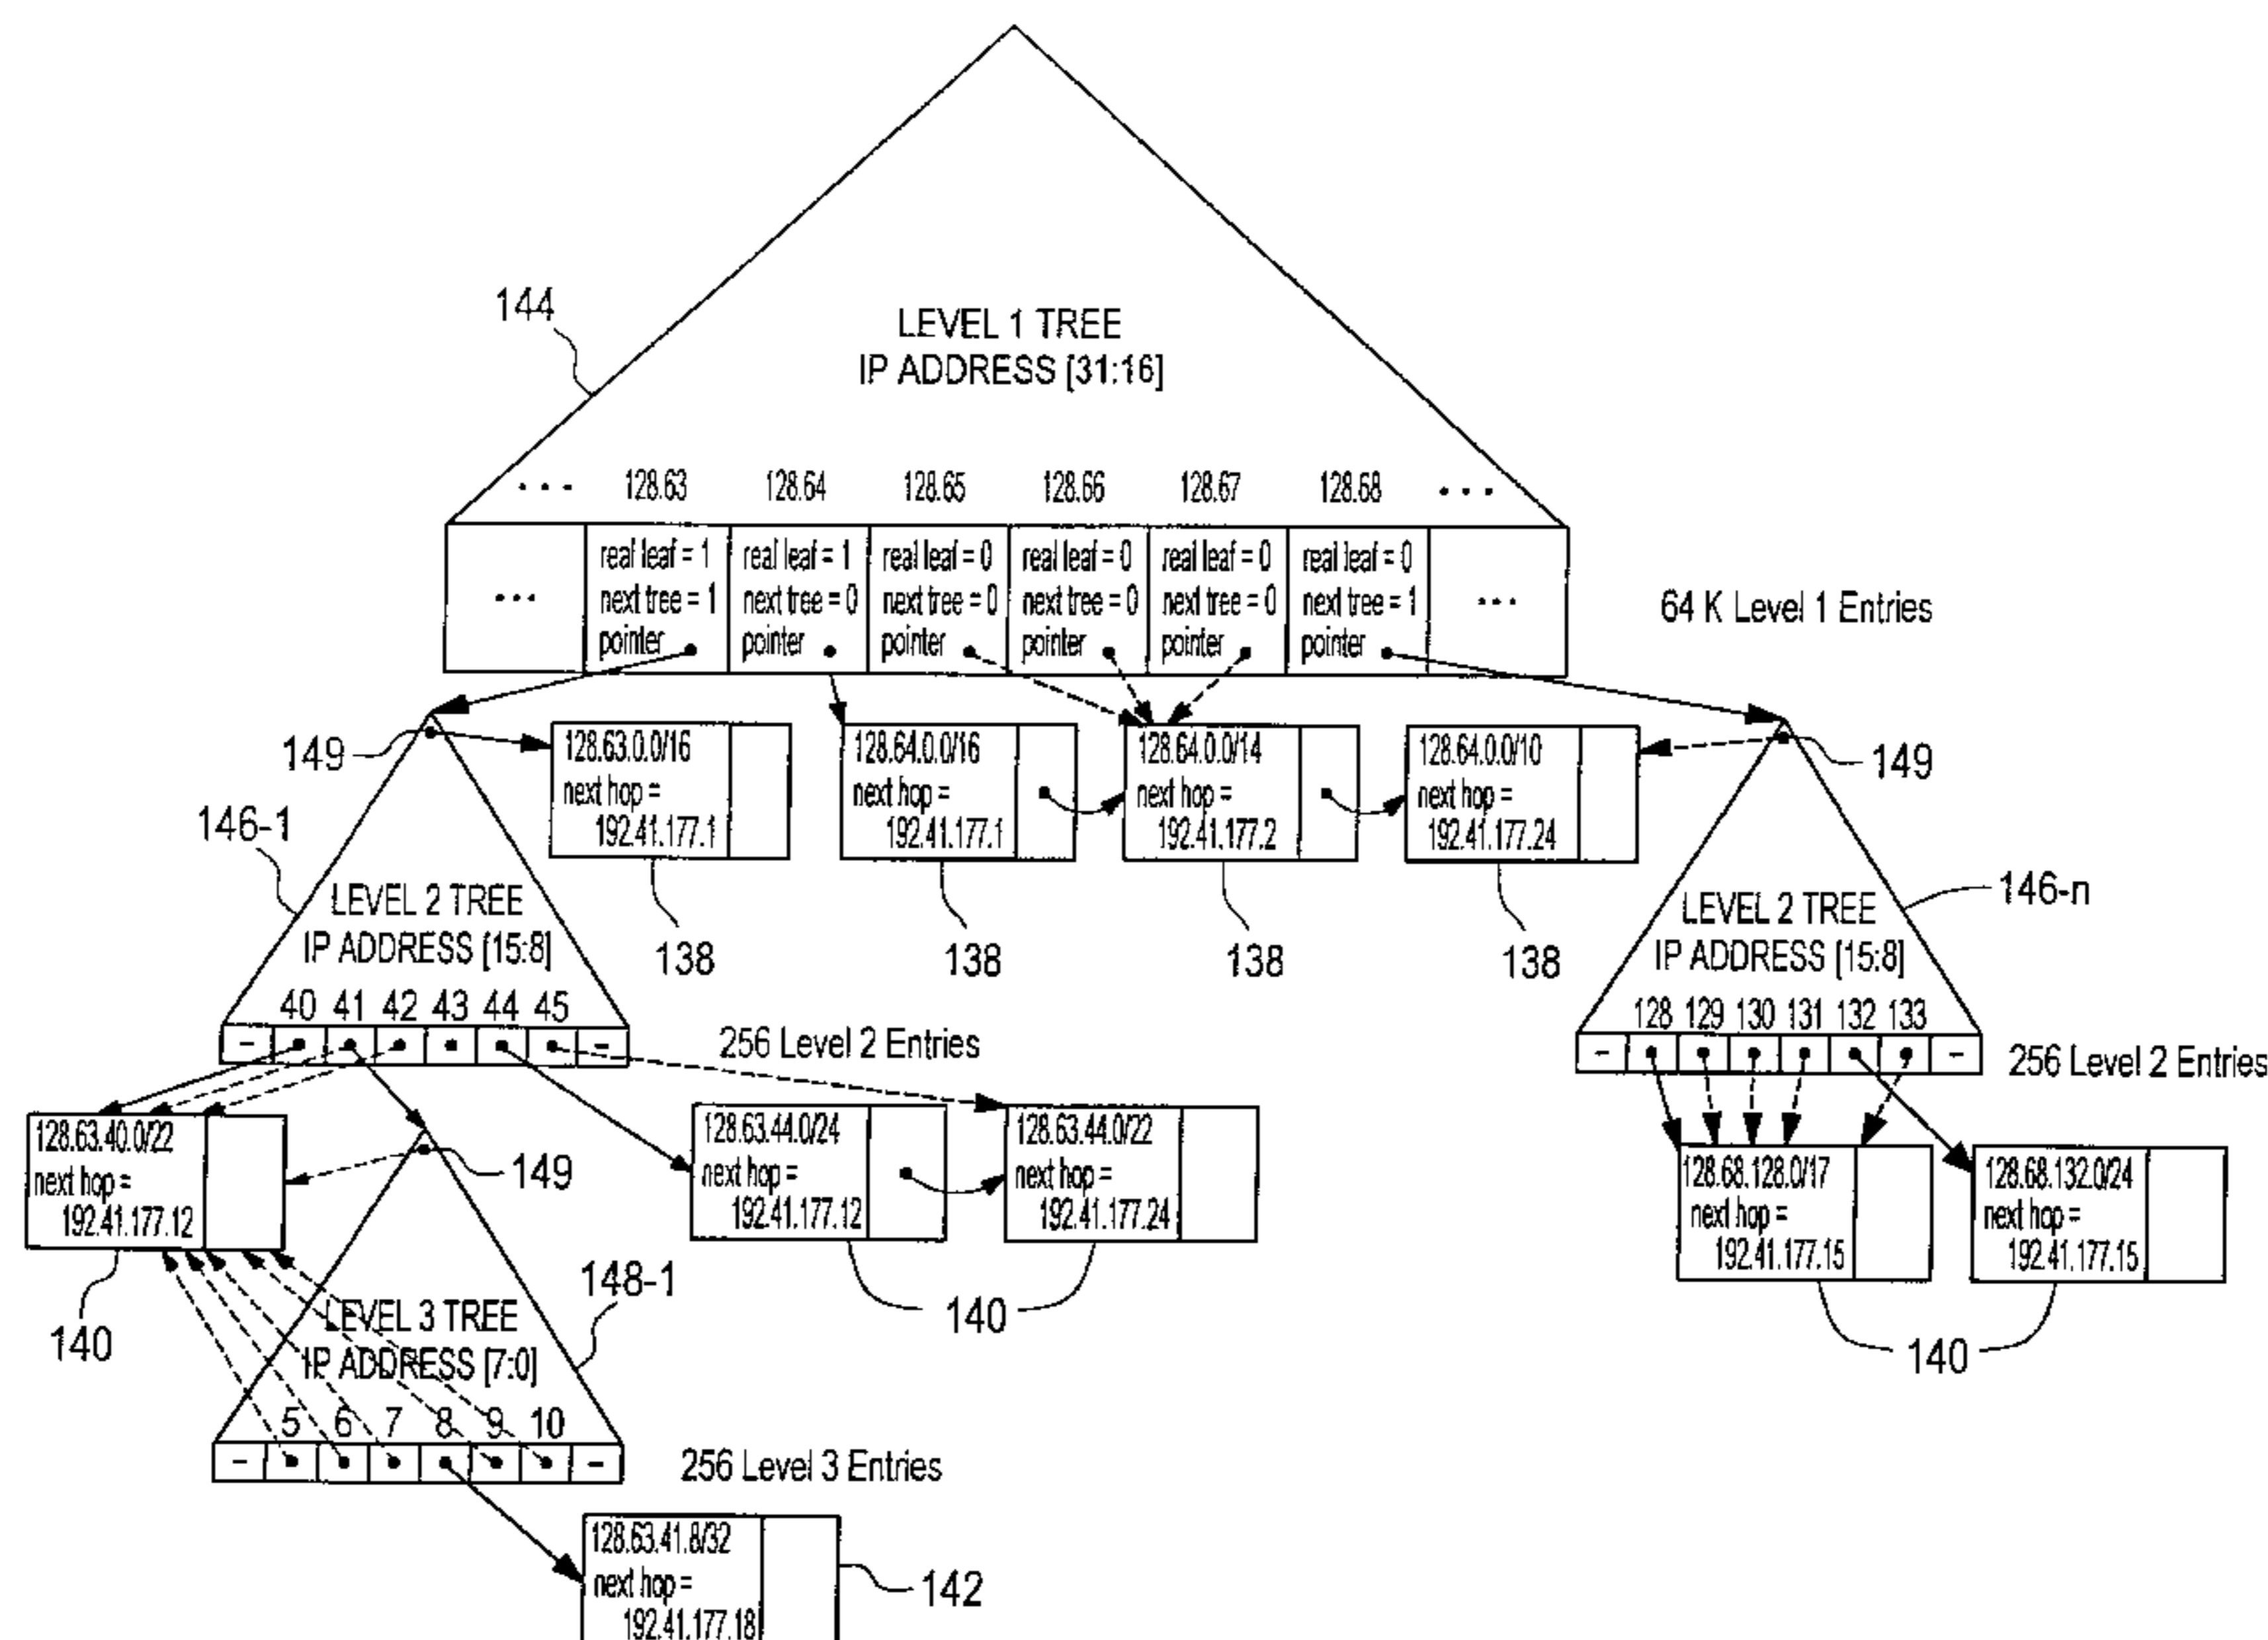 144
LEVEL 1 TREE
IP ADDRESS [31:16]
... 128.63 128.64 128.65 128.66 128.67 128.68 ...
real leaf = 1 real leaf = 1 real leaf = 0 real leaf = 0 real leaf = 0 real leaf = 0
... next tree = 1 next tree = 0 next tree = 0 next tree = 0 next tree = 0 next tree = 1 ...
pointer pointer pointer pointer pointer pointer
64 K Level 1 Entries
149
128.63.0.0/16
next hop =
192.41.177.1
138
128.64.0.0/16
next hop =
192.41.177.1
138
128.64.0.0/14
next hop =
192.41.177.2
138
128.64.0.0/10
next hop =
192.41.177.24
138
149
146-1
LEVEL 2 TREE
IP ADDRESS [15:8]
40 41 42 43 44 45
- -
256 Level 2 Entries
146-n
LEVEL 2 TREE
IP ADDRESS [15:8]
128 129 130 131 132 133
- -
256 Level 2 Entries
128.63.40.0/22
next hop =
192.41.177.12
140
149
128.63.44.0/24
next hop =
192.41.177.12
128.63.44.0/22
next hop =
192.41.177.24
140
128.68.128.0/17
next hop =
192.41.177.15
128.68.132.0/24
next hop =
192.41.177.15
140
148-1
LEVEL 3 TREE
IP ADDRESS [7:0]
5 6 7 8 9 10
- -
256 Level 3 Entries
128.63.41.8/32
next hop =
192.41.177.18
142